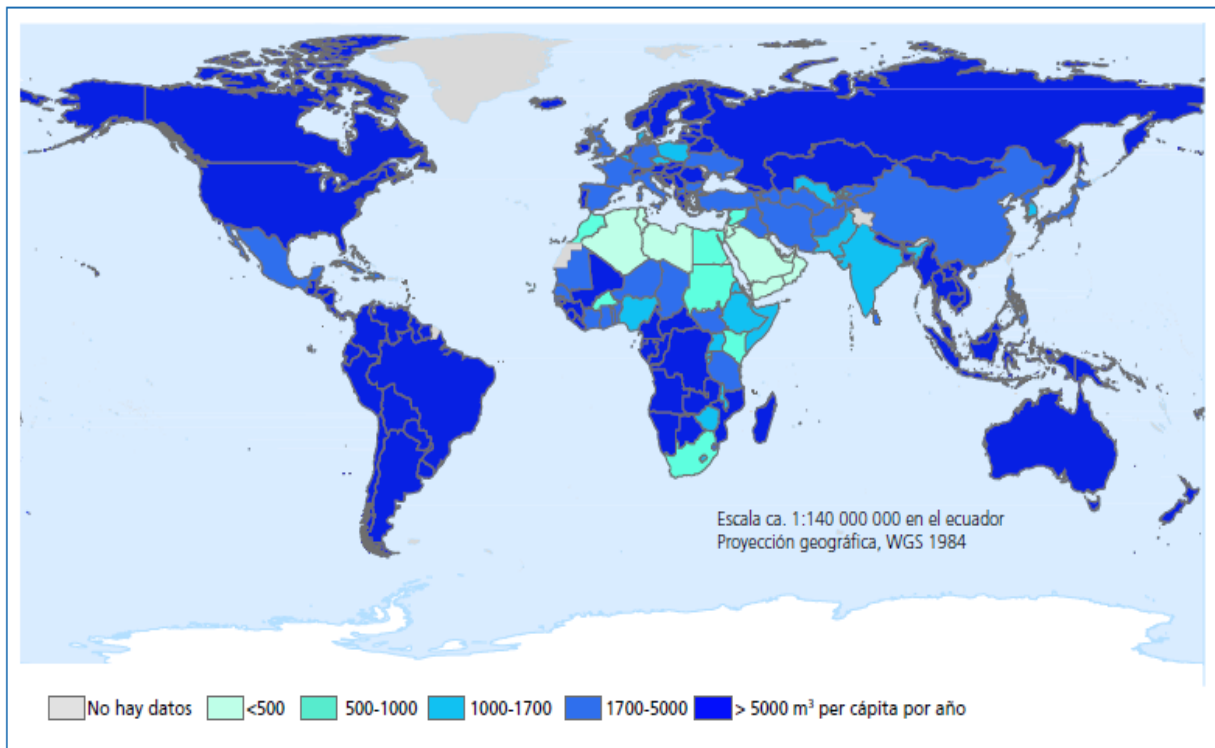 Escala ca. 1:140 000 000 en el ecuador
Proyección geográfica, WGS 1984
No hay datos <500 500-1000 1000-1700 1700-5000 > 5000 m³ per cápita por año